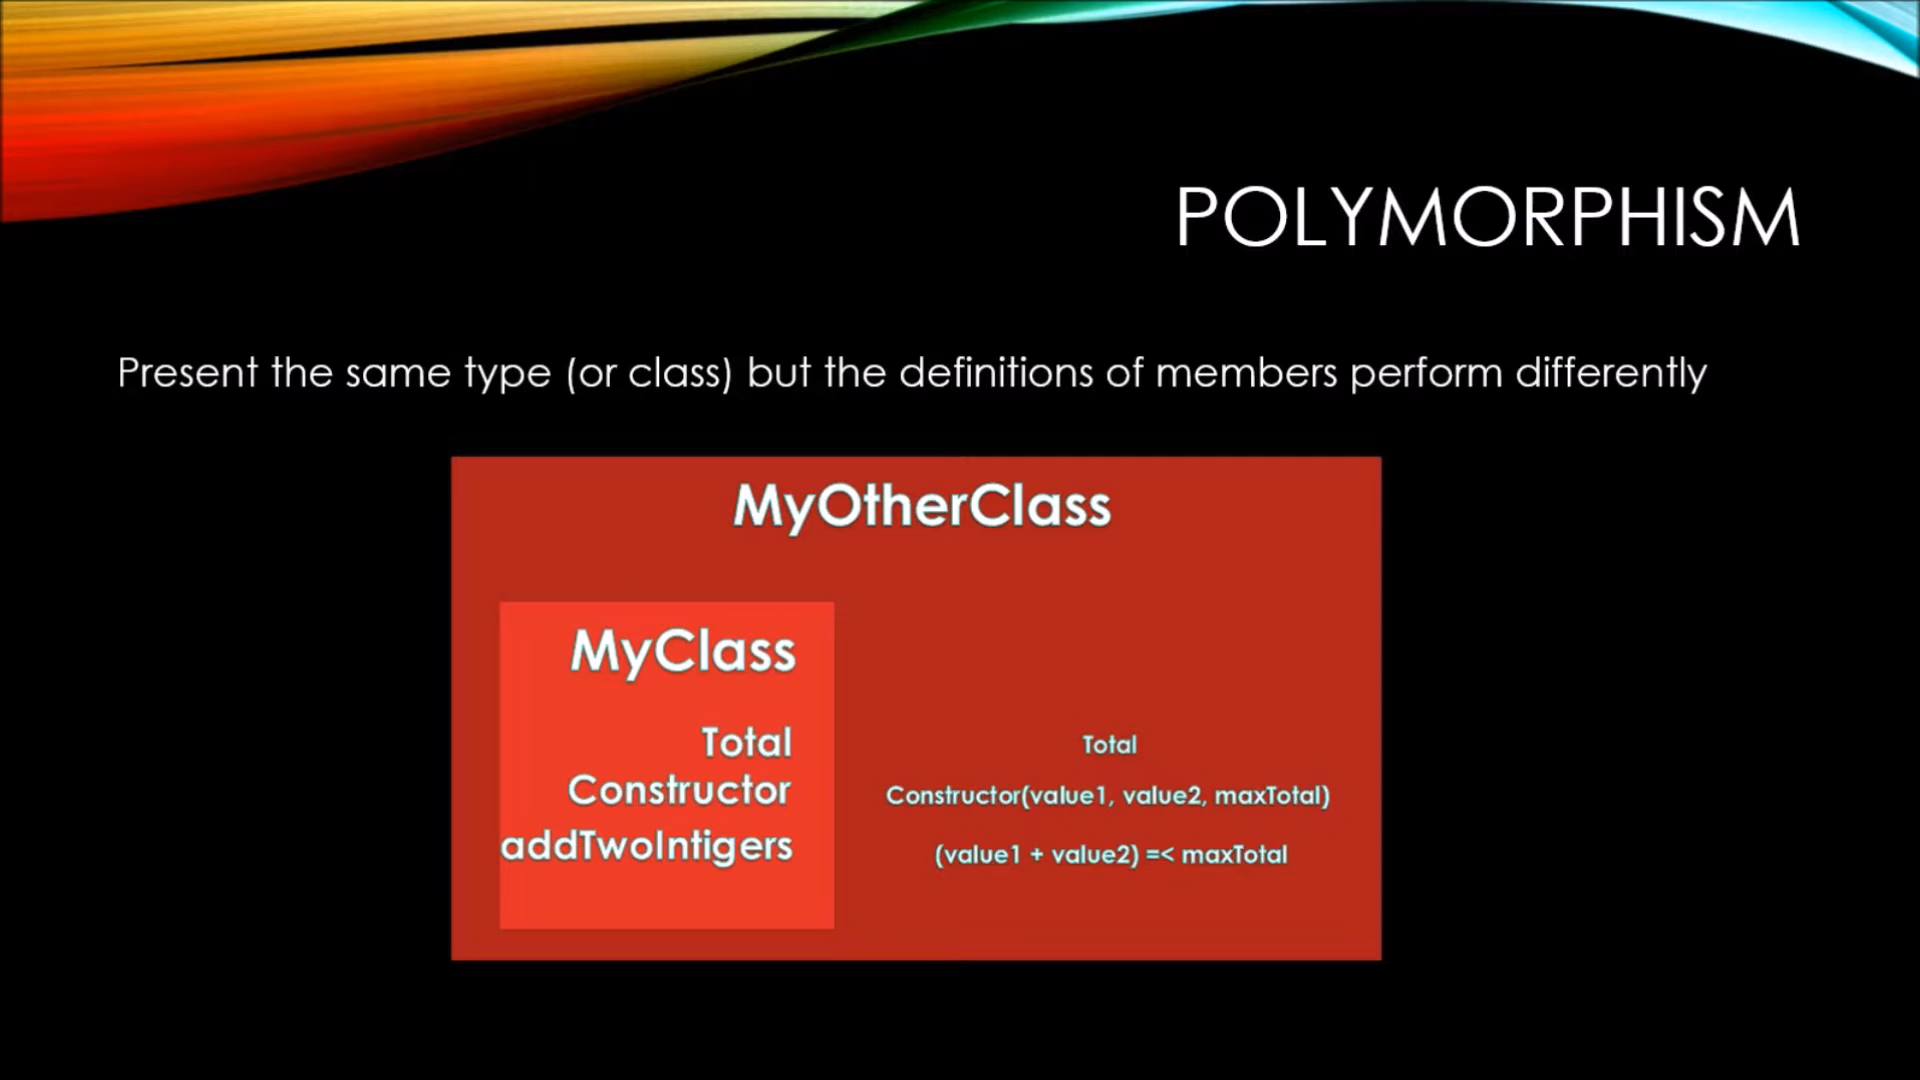 POLYMORPHISM
Present the same type (or class) but the definitions of members perform differently
MyOtherClass
MyClass
Total
Constructor
addTwoIntigers
Total
Constructor(value1, value2, maxTotal)
(value1 + value2) =< maxTotal